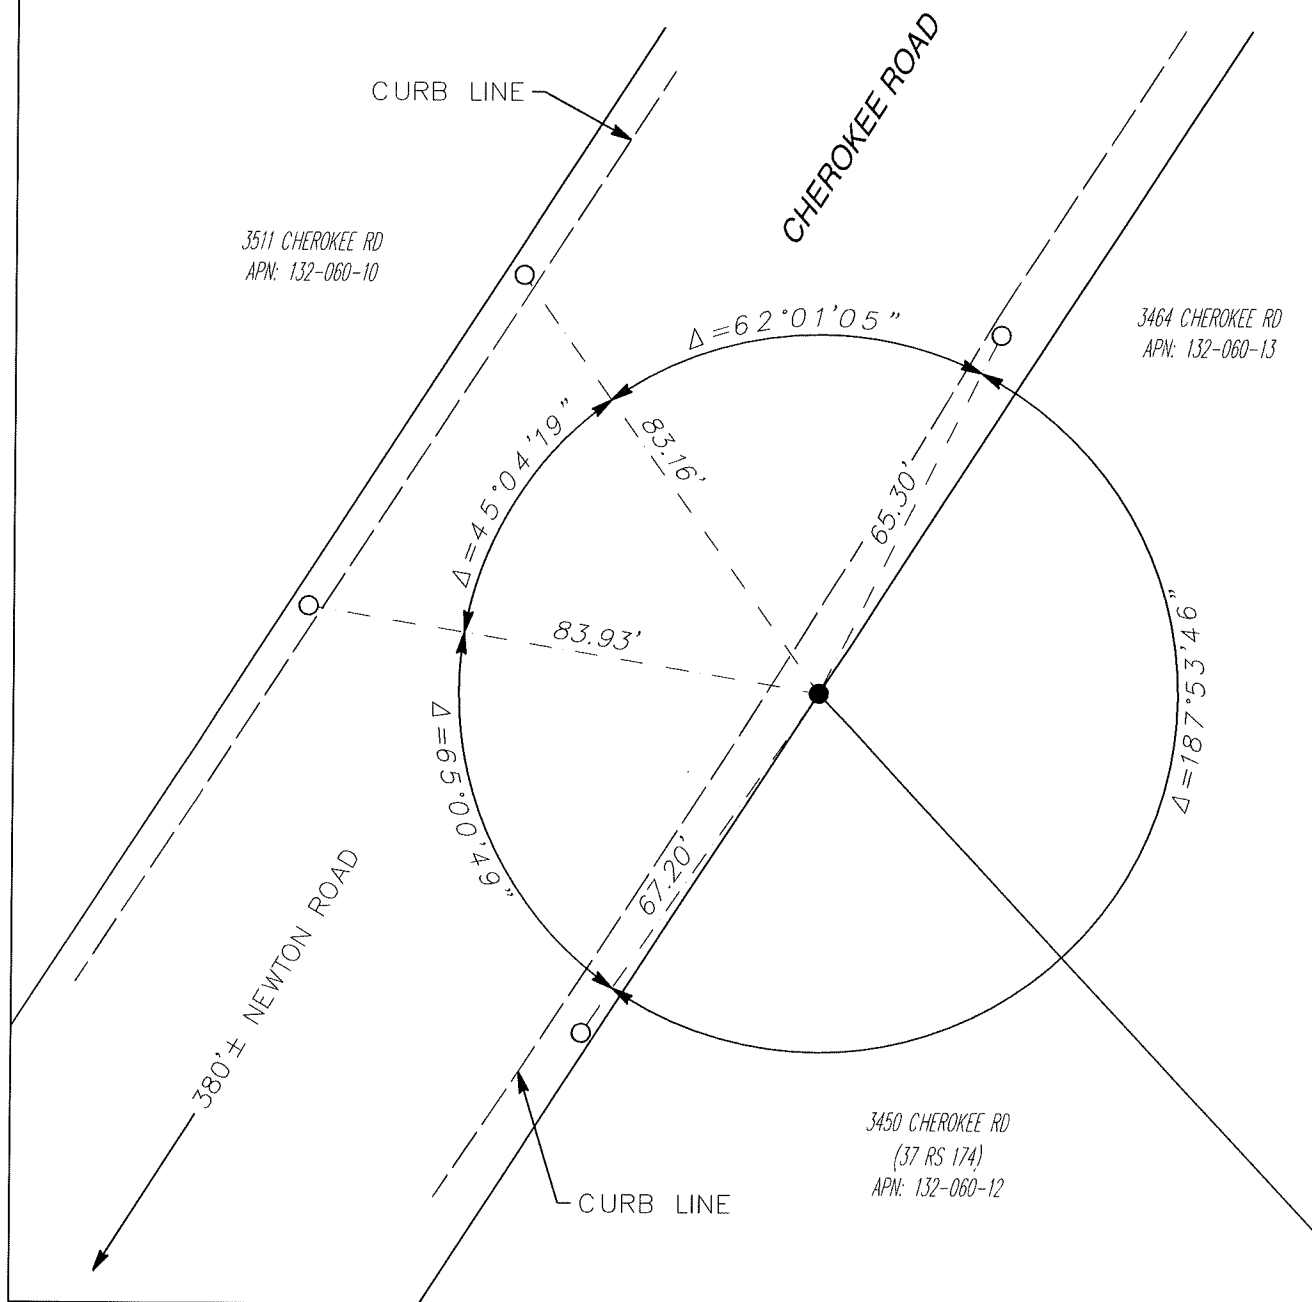 CHEROKEE ROAD
CURB LINE
3511 CHEROKEE RD
APN: 132-060-10
Δ=62°01'05"
3464 CHEROKEE RD
APN: 132-060-13
Δ=45°04'19"
83.16'
65.30'
83.93'
Δ=187°53'46"
Δ=65°00'49"
67.20'
380'± NEWTON ROAD
3450 CHEROKEE RD
(37 RS 174)
APN: 132-060-12
CURB LINE